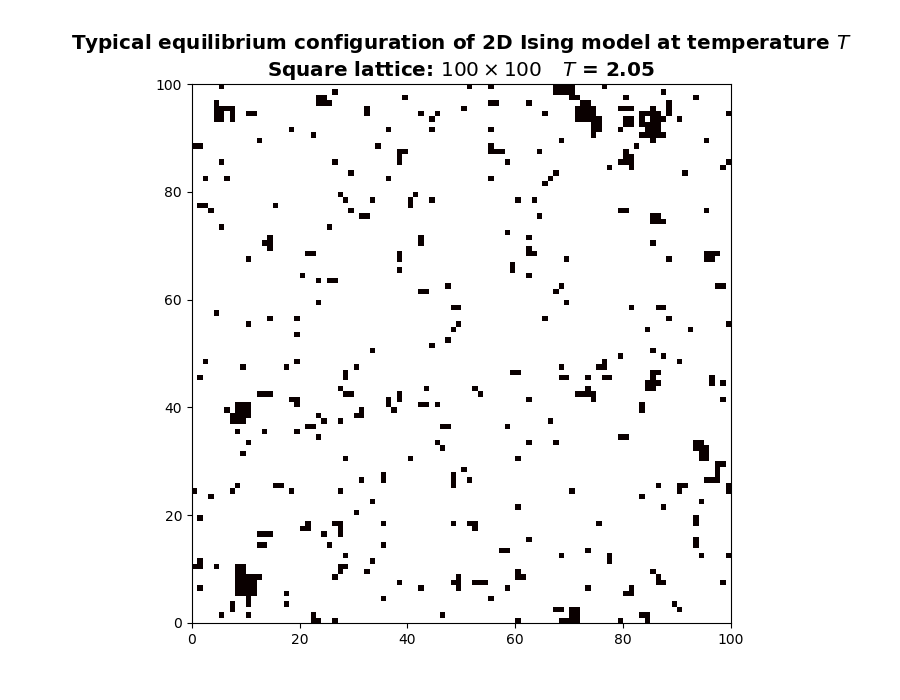 Typical equilibrium configuration of 2D Ising model at temperature T
Square lattice: 100 × 100 T = 2.05
100
80
60
40
20
0
0 20 40 60 80 100